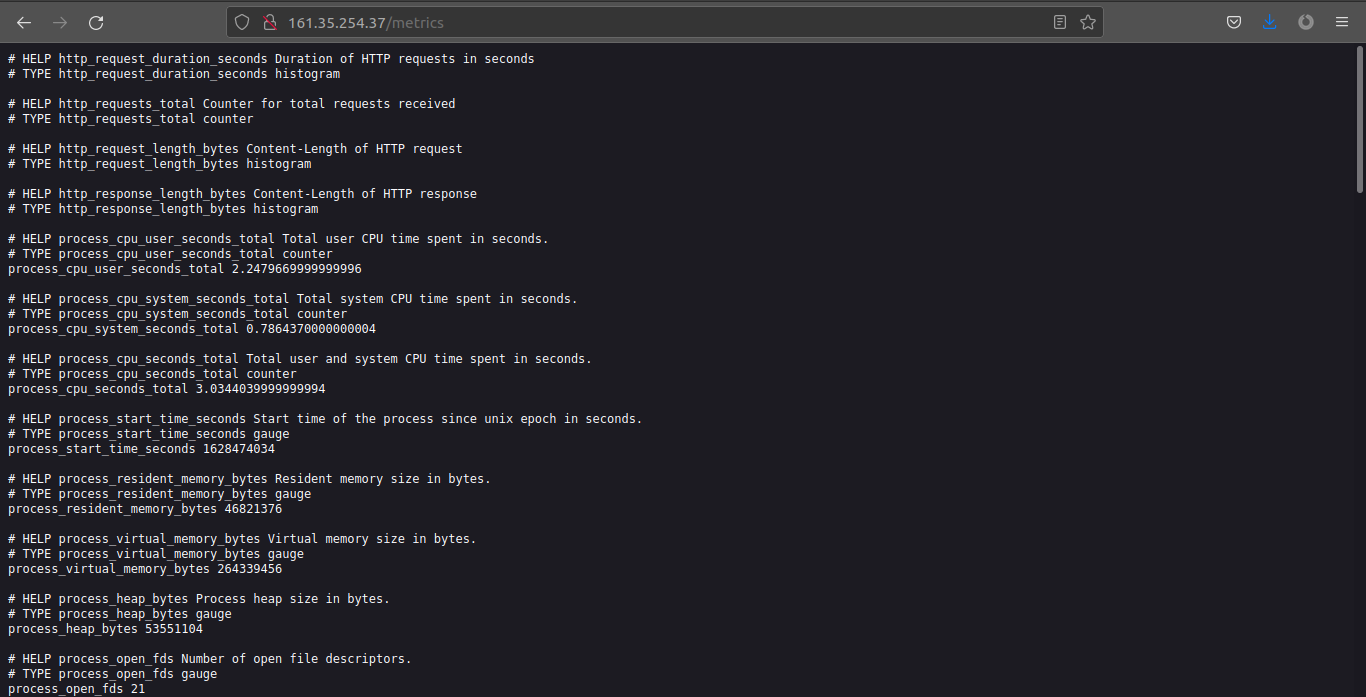 161.35.254.37/metrics
# HELP http_request_duration_seconds Duration of HTTP requests in seconds
# TYPE http_request_duration_seconds histogram
# HELP http_requests_total Counter for total requests received
# TYPE http_requests_total counter
# HELP http_request_length_bytes Content-Length of HTTP request
# TYPE http_request_length_bytes histogram
# HELP http_response_length_bytes Content-Length of HTTP response
# TYPE http_response_length_bytes histogram
# HELP process_cpu_user_seconds_total Total user CPU time spent in seconds.
# TYPE process_cpu_user_seconds_total counter
process_cpu_user_seconds_total 2.2479669999999996
# HELP process_cpu_system_seconds_total Total system CPU time spent in seconds.
# TYPE process_cpu_system_seconds_total counter
process_cpu_system_seconds_total 0.7864370000000004
# HELP process_cpu_seconds_total Total user and system CPU time spent in seconds.
# TYPE process_cpu_seconds_total counter
process_cpu_seconds_total 3.0344039999999994
# HELP process_start_time_seconds Start time of the process since unix epoch in seconds.
# TYPE process_start_time_seconds gauge
process_start_time_seconds 1628474034
# HELP process_resident_memory_bytes Resident memory size in bytes.
# TYPE process_resident_memory_bytes gauge
process_resident_memory_bytes 46821376
# HELP process_virtual_memory_bytes Virtual memory size in bytes.
# TYPE process_virtual_memory_bytes gauge
process_virtual_memory_bytes 264339456
# HELP process_heap_bytes Process heap size in bytes.
# TYPE process_heap_bytes gauge
process_heap_bytes 53551104
# HELP process_open_fds Number of open file descriptors.
# TYPE process_open_fds gauge
process_open_fds 21